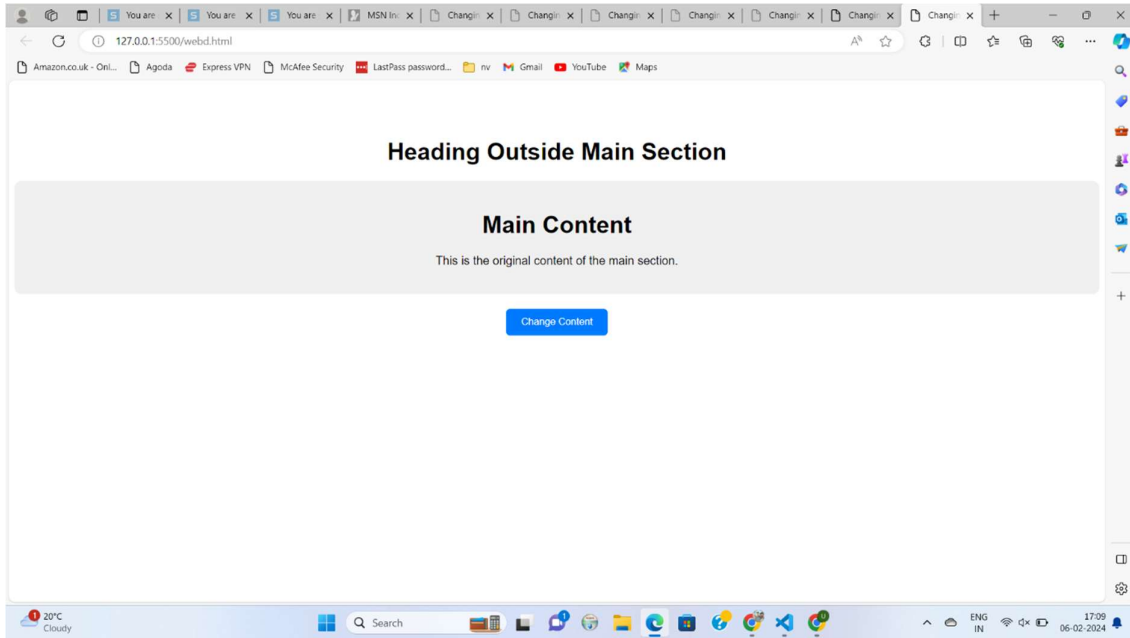 You are
You are
You are
MSN In
Changin
Changin
Changin
Changin
Changin
Changin
Changin
127.0.0.1:5500/webd.html
Amazon.co.uk - Onl...
Agoda
Express VPN
McAfee Security
LastPass password...
nv
Gmail
YouTube
Maps
Heading Outside Main Section
Main Content
This is the original content of the main section.
Change Content
1
20°C
Cloudy
Search
ENG
IN
17:09
06-02-2024